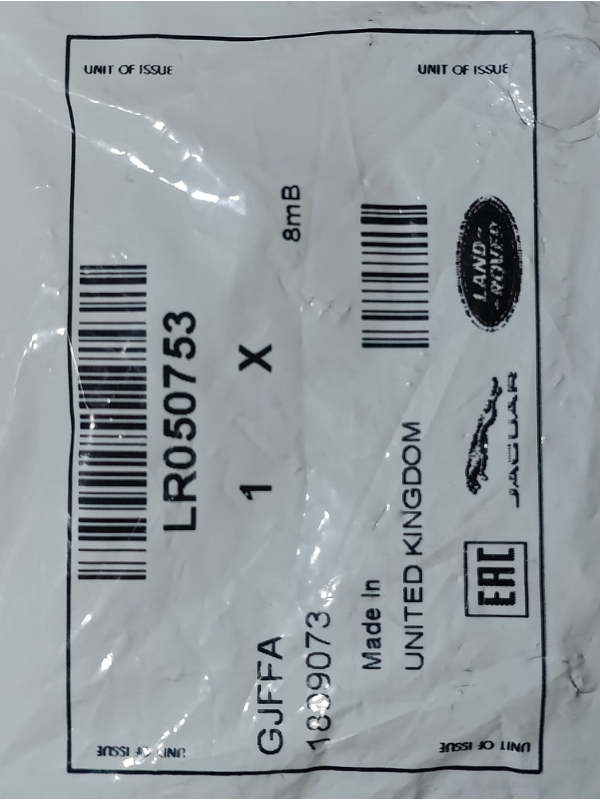 UNIT OF ISSUE
UNIT OF ISSUE
LR050753
1 X
8mB
GJFFA
Made In
UNITED KINGDOM
LAND-
-ROVER
JAGUAR
EAC
UNIT OF ISSUE
UNIT OF ISSUE